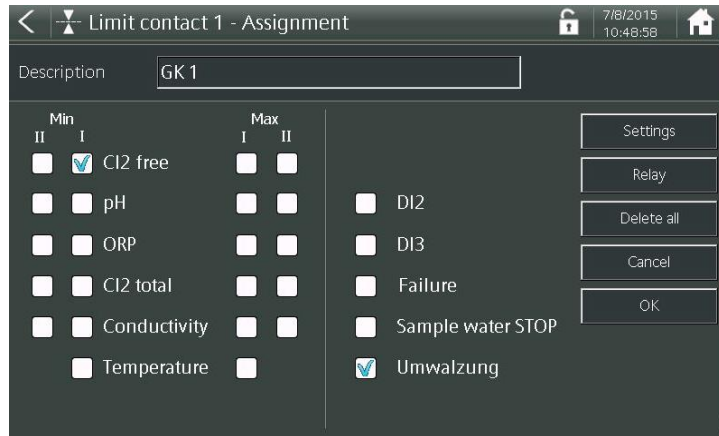 Limit contact 1 - Assignment
7/8/2015
10:48:58
Description GK 1
Min Max
II I I II
Cl2 free
pH
ORP
Cl2 total
Conductivity
Temperature
DI2
DI3
Failure
Sample water STOP
Umwalzung
Settings
Relay
Delete all
Cancel
OK